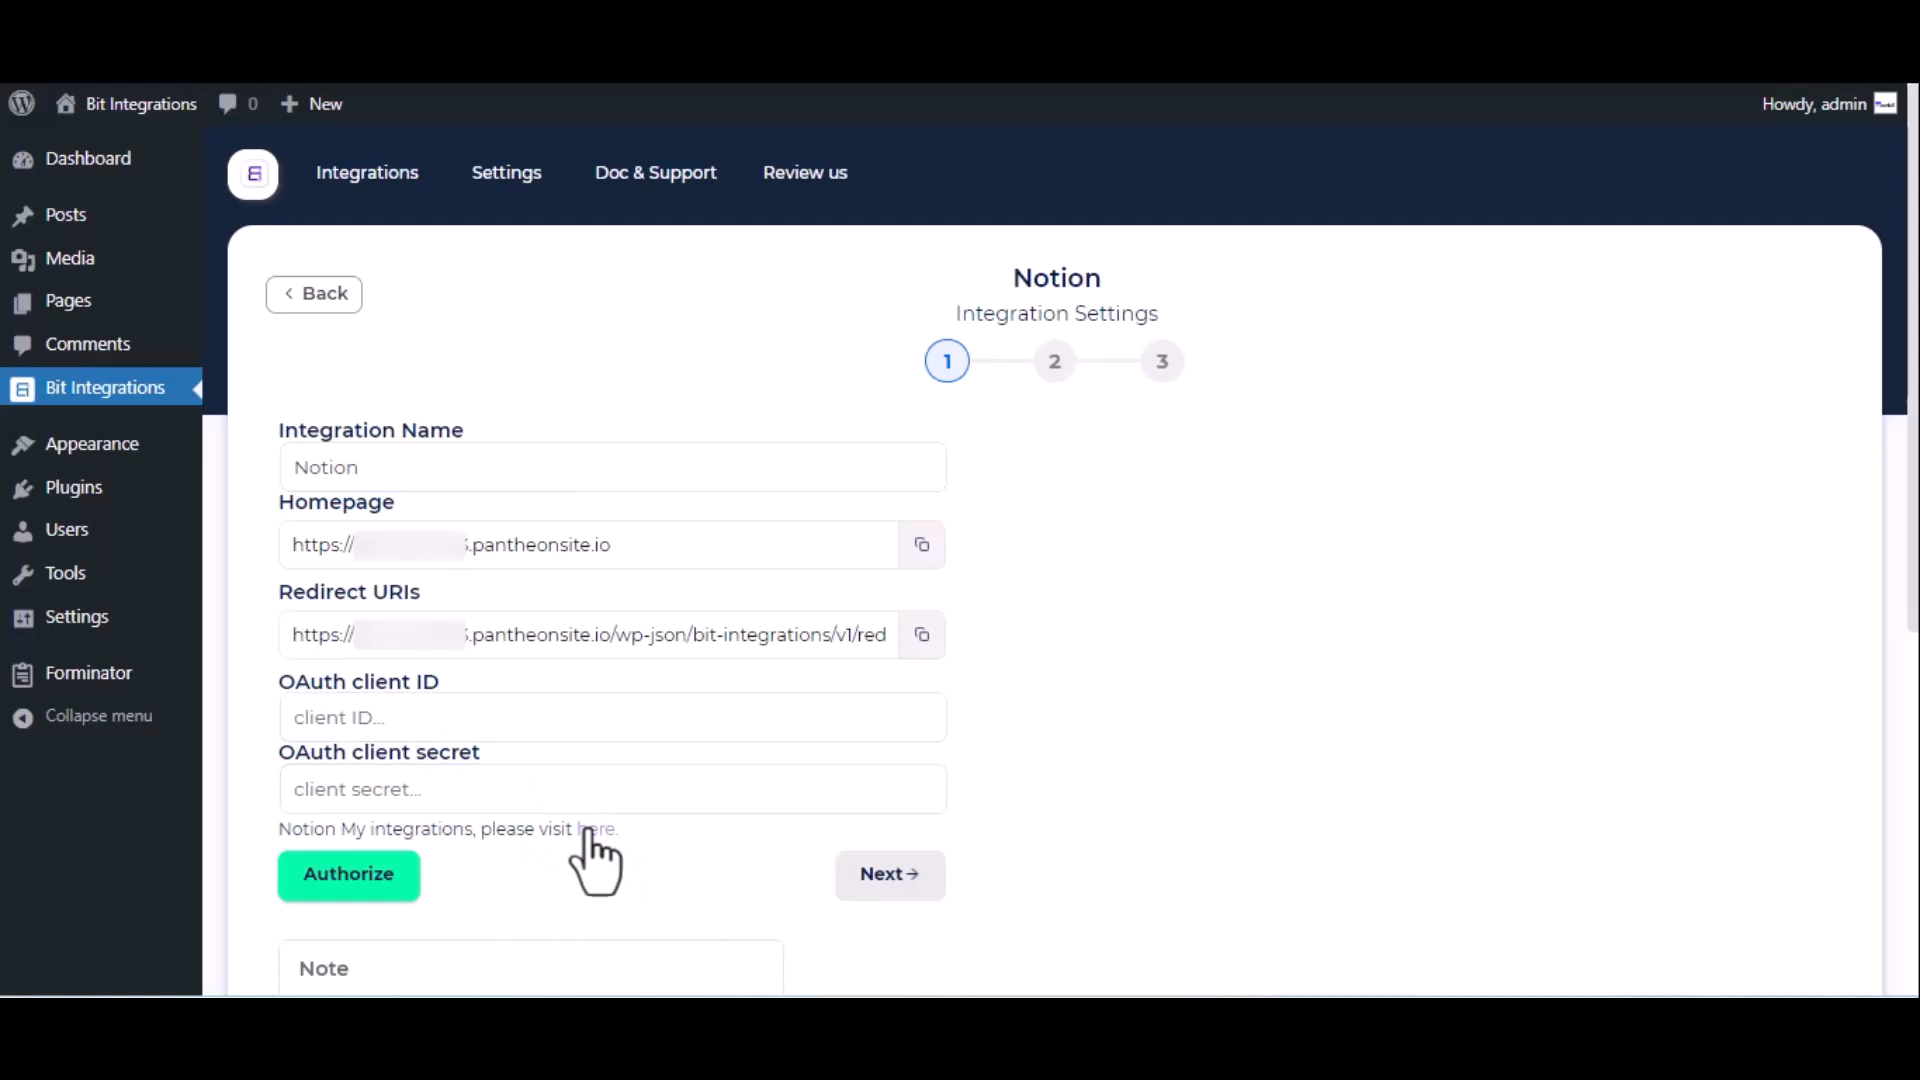 Bit Integrations
0
New
Howdy, admin
Dashboard
Posts
Media
Pages
Comments
Bit Integrations
Appearance
Plugins
Users
Tools
Settings
Forminator
Collapse menu
Integrations
Settings
Doc & Support
Review us
Back
Notion
Integration Settings
1
2
3
Integration Name
Notion
Homepage
https:// .pantheonsite.io
Redirect URIs
https:// .pantheonsite.io/wp-json/bit-integrations/v1/red
OAuth client ID
client ID...
OAuth client secret
client secret...
Notion My integrations, please visit here.
Authorize
Next
Note